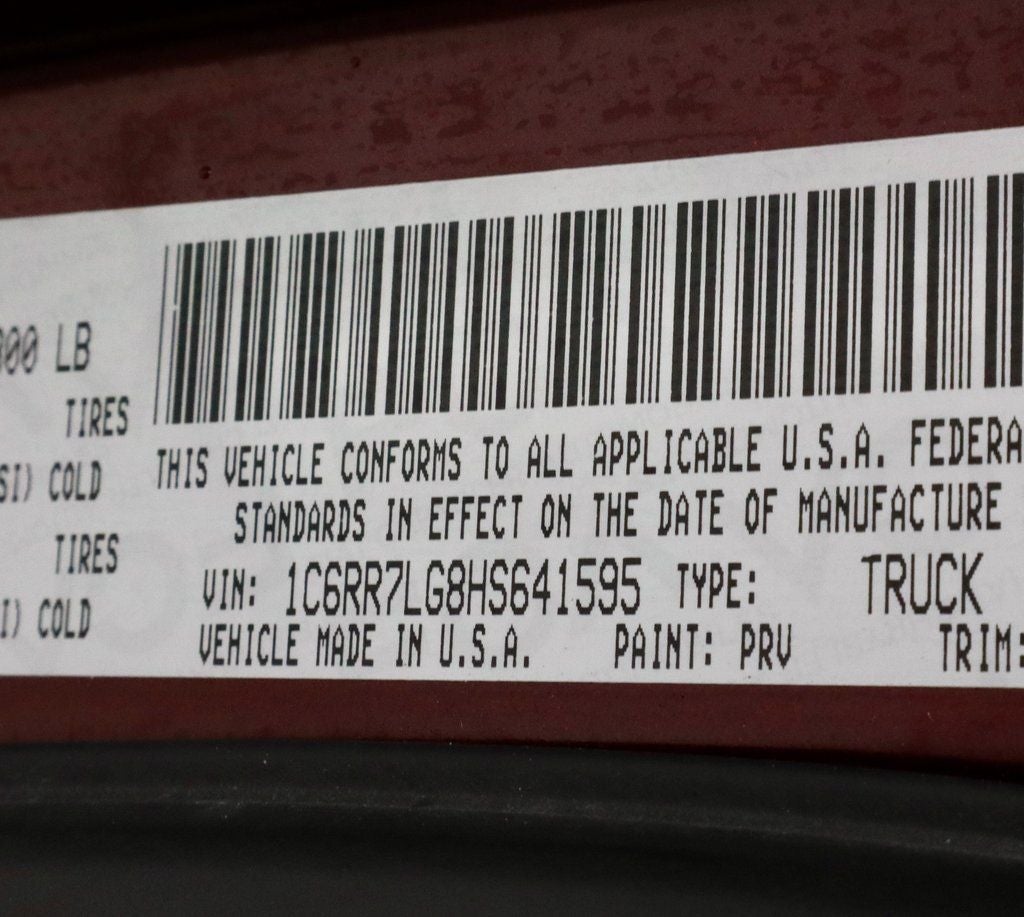 00 LB
TIRES
SI) COLD
TIRES
I) COLD
THIS VEHICLE CONFORMS TO ALL APPLICABLE U.S.A. FEDERA
STANDARDS IN EFFECT ON THE DATE OF MANUFACTURE
VIN: 1C6RR7LG8HS641595 TYPE: TRUCK
VEHICLE MADE IN U.S.A. PAINT: PRV TRIM: